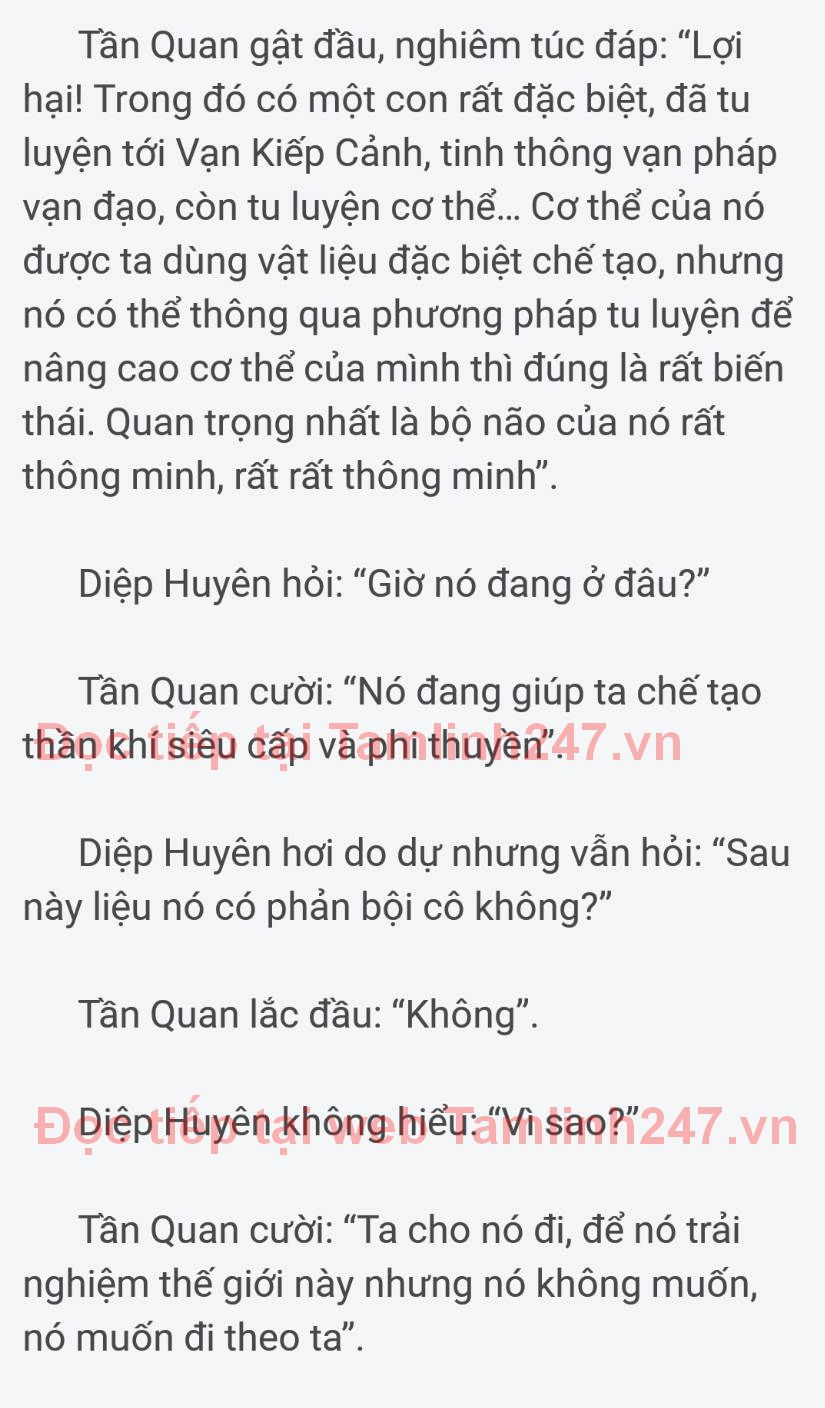 Tần Quan gật đầu, nghiêm túc đáp: “Lợi
hại! Trong đó có một con rất đặc biệt, đã tu
luyện tới Vạn Kiếp Cảnh, tinh thông vạn pháp
vạn đạo, còn tu luyện cơ thể... Cơ thể của nó
được ta dùng vật liệu đặc biệt chế tạo, nhưng
nó có thể thông qua phương pháp tu luyện để
nâng cao cơ thể của mình thì đúng là rất biến
thái. Quan trọng nhất là bộ não của nó rất
thông minh, rất rất thông minh”.
Diệp Huyên hỏi: “Giờ nó đang ở đâu?”
Tần Quan cười: “Nó đang giúp ta chế tạo
thần khí siêu cấp và phi thuyền”.
Đọc tiếp tại Tamlinh247.vn
Diệp Huyên hơi do dự nhưng vẫn hỏi: “Sau
này liệu nó có phản bội cô không?”
Tần Quan lắc đầu: “Không”.
Diệp Huyên không hiểu: “Vì sao?”
Đọc tiếp tại web Tamlinh247.vn
Tần Quan cười: “Ta cho nó đi, để nó trải
nghiệm thế giới này nhưng nó không muốn,
nó muốn đi theo ta”.